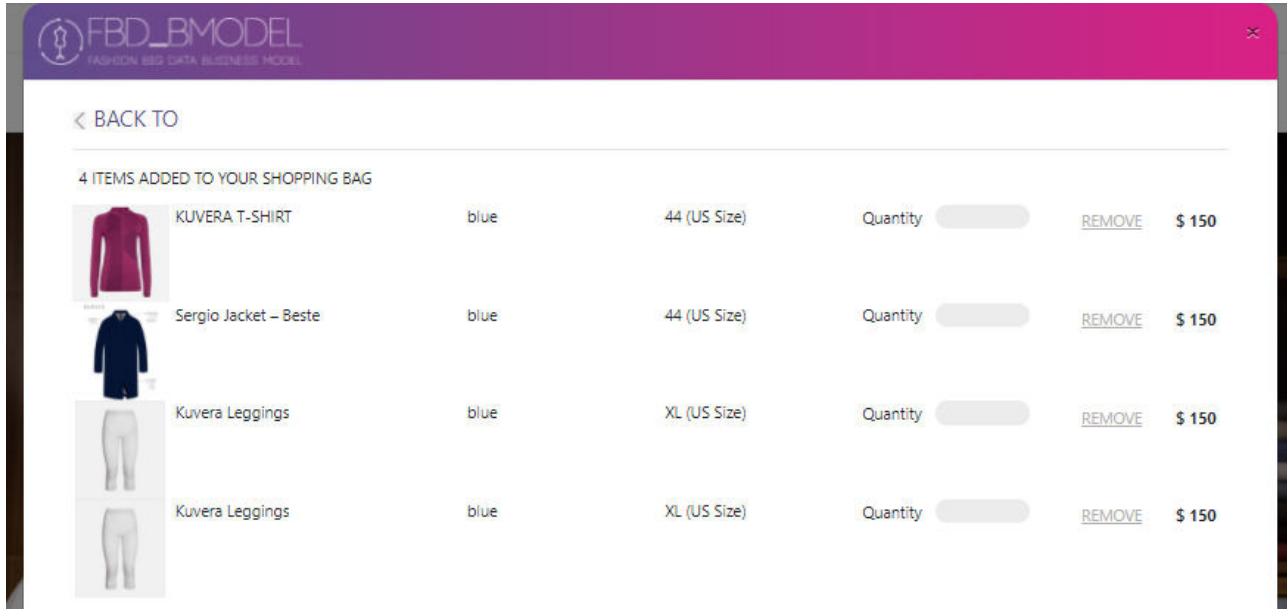 FBD_BMODEL
FASHION BIG DATA BUSINESS MODEL
×
< BACK TO
4 ITEMS ADDED TO YOUR SHOPPING BAG
KUVERA T-SHIRT blue 44 (US Size) Quantity REMOVE $ 150
Sergio Jacket – Beste blue 44 (US Size) Quantity REMOVE $ 150
Kuvera Leggings blue XL (US Size) Quantity REMOVE $ 150
Kuvera Leggings blue XL (US Size) Quantity REMOVE $ 150